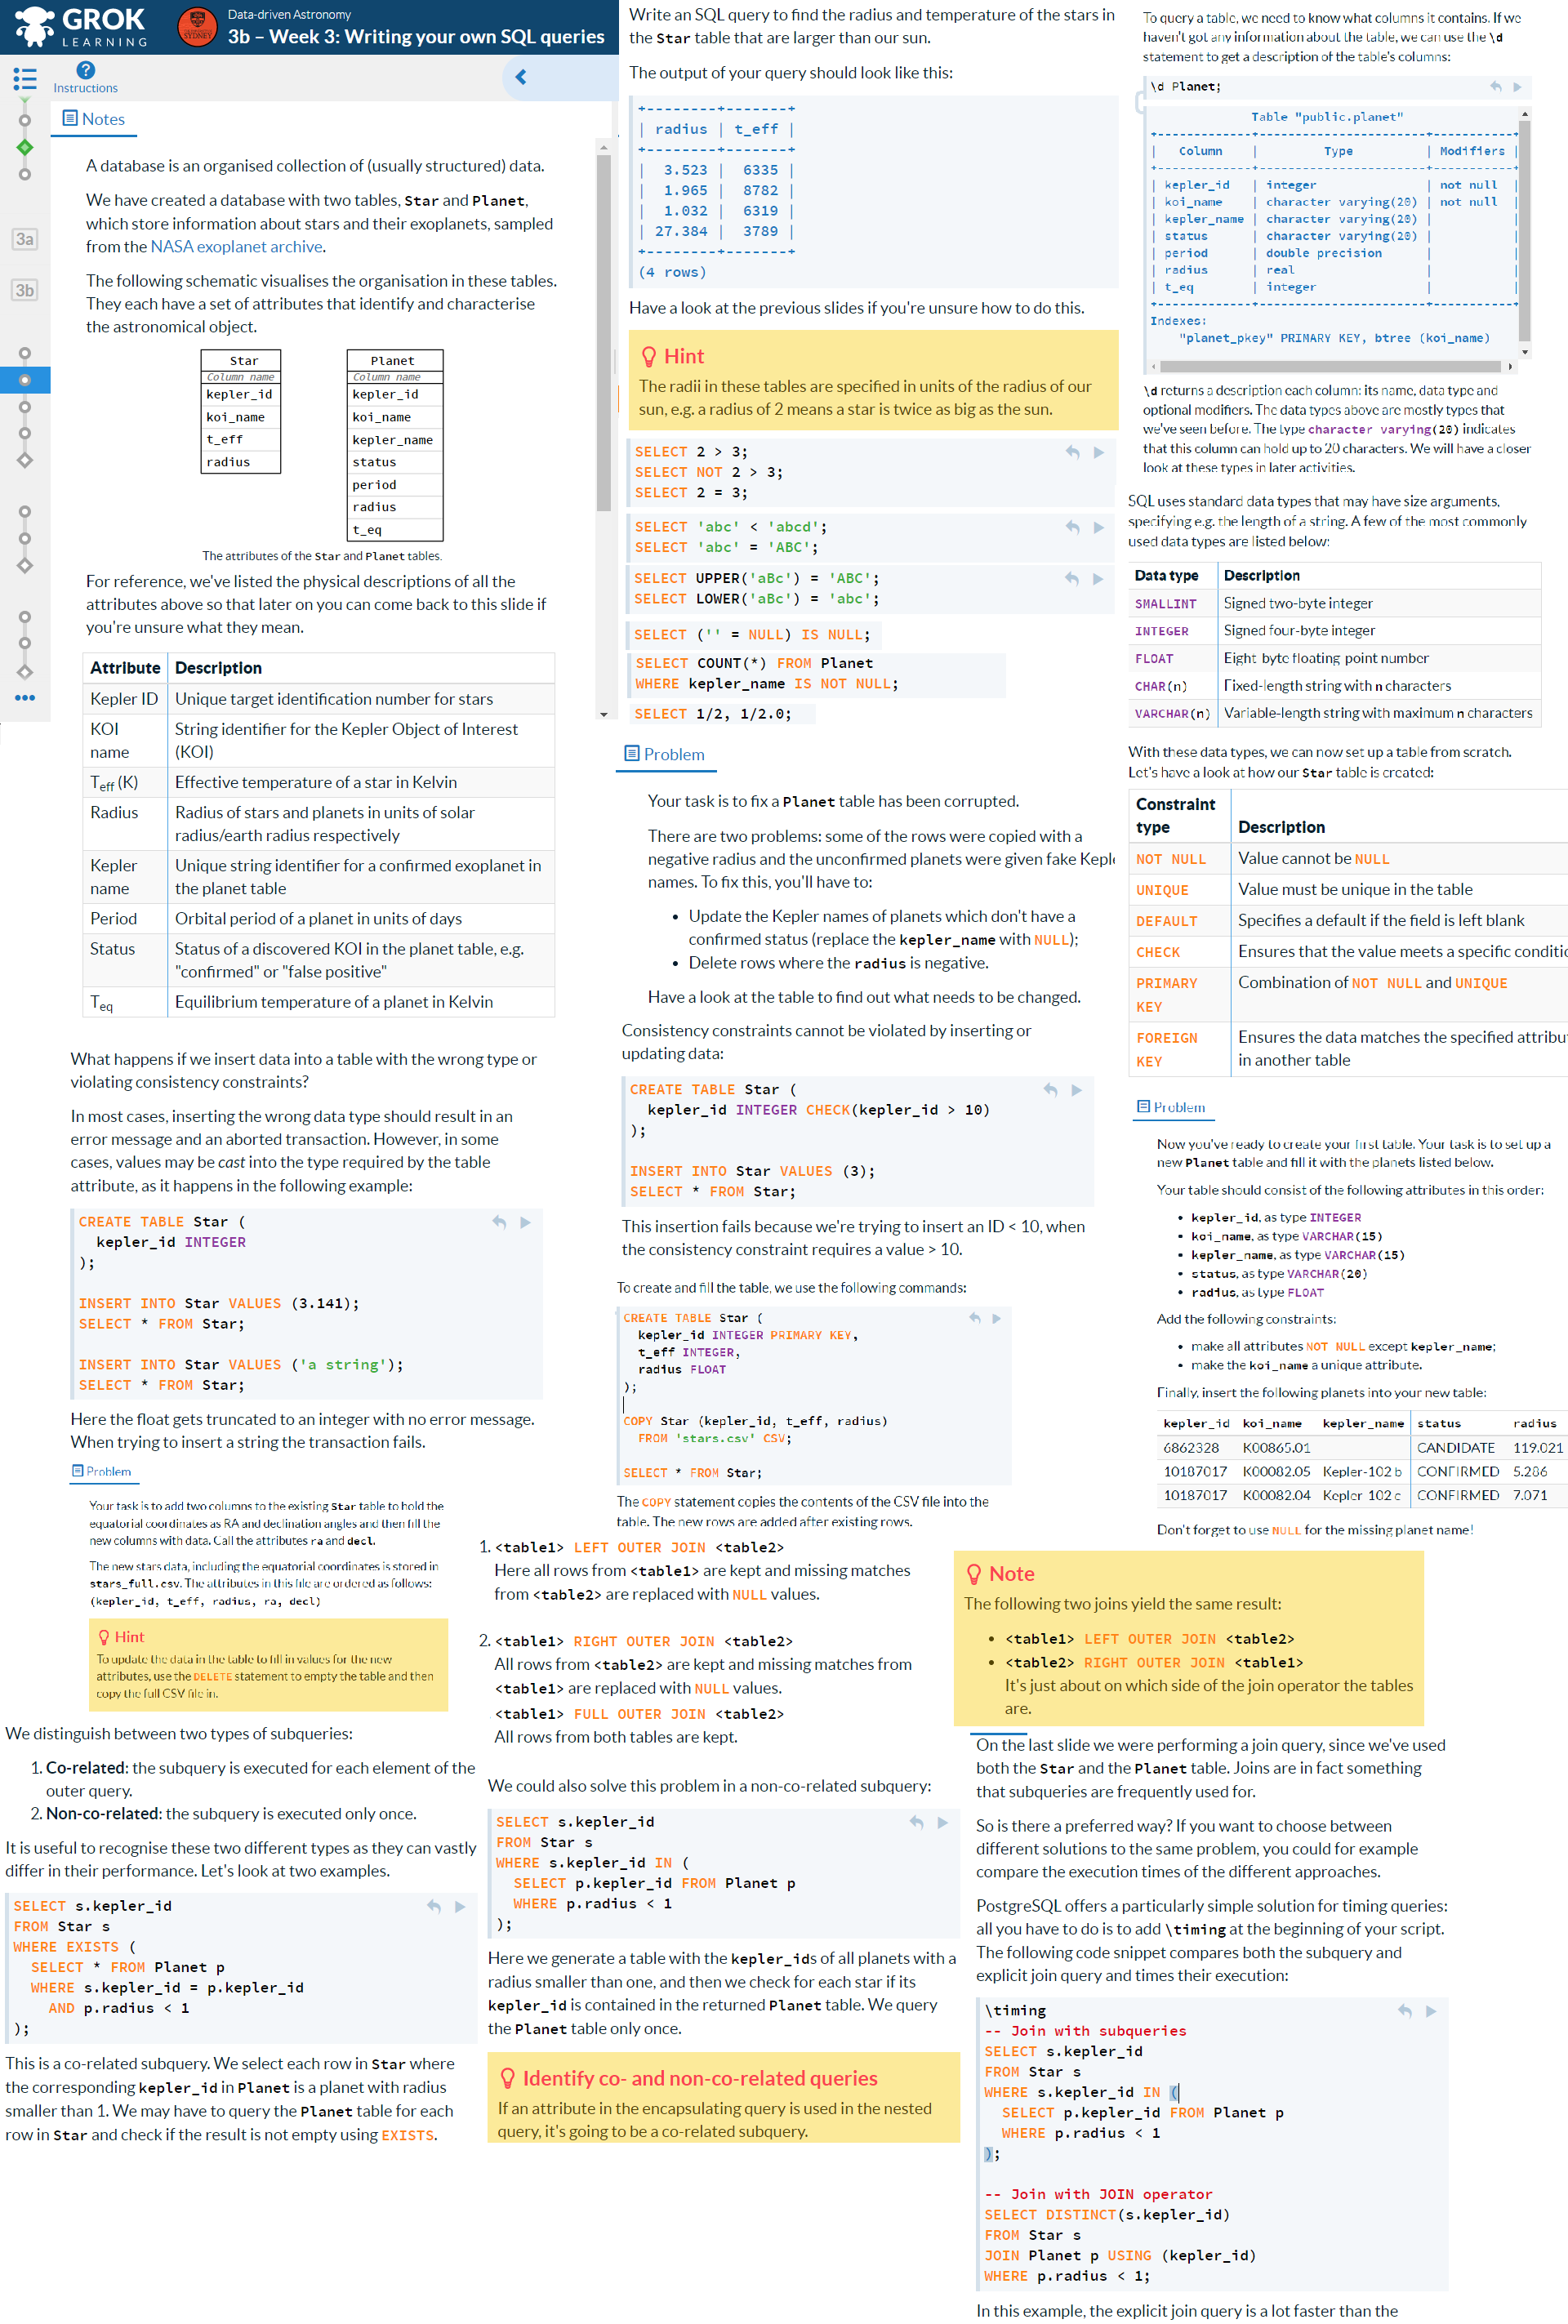 GROK
LEARNING
Data-driven Astronomy
3b – Week 3: Writing your own SQL queries
Instructions
3a
3b
Notes
A database is an organised collection of (usually structured) data.
We have created a database with two tables, Star and Planet,
which store information about stars and their exoplanets, sampled
from the NASA exoplanet archive.
The following schematic visualises the organisation in these tables.
They each have a set of attributes that identify and characterise
the astronomical object.
Star
Column name
kepler_id
koi_name
t_eff
radius
Planet
Column name
kepler_id
koi_name
kepler_name
status
period
radius
t_eq
The attributes of the Star and Planet tables.
For reference, we've listed the physical descriptions of all the
attributes above so that later on you can come back to this slide if
you're unsure what they mean.
Attribute Description
Kepler ID Unique target identification number for stars
KOI name String identifier for the Kepler Object of Interest
(KOI)
Teff (K) Effective temperature of a star in Kelvin
Radius Radius of stars and planets in units of solar
radius/earth radius respectively
Kepler name Unique string identifier for a confirmed exoplanet in
the planet table
Period Orbital period of a planet in units of days
Status Status of a discovered KOI in the planet table, e.g.
"confirmed" or "false positive"
Teq Equilibrium temperature of a planet in Kelvin
What happens if we insert data into a table with the wrong type or
violating consistency constraints?
In most cases, inserting the wrong data type should result in an
error message and an aborted transaction. However, in some
cases, values may be cast into the type required by the table
attribute, as it happens in the following example:
CREATE TABLE Star (
kepler_id INTEGER
);
INSERT INTO Star VALUES (3.141);
SELECT * FROM Star;
INSERT INTO Star VALUES ('a string');
SELECT * FROM Star;
Here the float gets truncated to an integer with no error message.
When trying to insert a string the transaction fails.
Problem
Your task is to add two columns to the existing Star table to hold the
equatorial coordinates as RA and declination angles and then fill the
new columns with data. Call the attributes ra and decl.
The new stars data, including the equatorial coordinates is stored in
stars_full.csv. The attributes in this file are ordered as follows:
(kepler_id, t_eff, radius, ra, decl)
Hint
To update the data in the table to fill in values for the new
attributes, use the DELETE statement to empty the table and then
copy the full CSV file in.
We distinguish between two types of subqueries:
1. Co-related: the subquery is executed for each element of the
outer query.
2. Non-co-related: the subquery is executed only once.
It is useful to recognise these two different types as they can vastly
differ in their performance. Let's look at two examples.
SELECT s.kepler_id
FROM Star s
WHERE EXISTS (
SELECT * FROM Planet p
WHERE s.kepler_id = p.kepler_id
AND p.radius < 1
);
This is a co-related subquery. We select each row in Star where
the corresponding kepler_id in Planet is a planet with radius
smaller than 1. We may have to query the Planet table for each
row in Star and check if the result is not empty using EXISTS.
Write an SQL query to find the radius and temperature of the stars in
the Star table that are larger than our sun.
The output of your query should look like this:
+--------+-------+
| radius | t_eff |
+--------+-------+
| 3.523 | 6335 |
| 1.965 | 8782 |
| 1.032 | 6319 |
| 27.384 | 3789 |
+--------+-------+
(4 rows)
Have a look at the previous slides if you're unsure how to do this.
Hint
The radii in these tables are specified in units of the radius of our
sun, e.g. a radius of 2 means a star is twice as big as the sun.
SELECT 2 > 3;
SELECT NOT 2 > 3;
SELECT 2 = 3;
SELECT 'abc' < 'abcd';
SELECT 'abc' = 'ABC';
SELECT UPPER('aBc') = 'ABC';
SELECT LOWER('aBc') = 'abc';
SELECT ('' = NULL) IS NULL;
SELECT COUNT(*) FROM Planet
WHERE kepler_name IS NOT NULL;
SELECT 1/2, 1/2.0;
Problem
Your task is to fix a Planet table has been corrupted.
There are two problems: some of the rows were copied with a
negative radius and the unconfirmed planets were given fake Keple
names. To fix this, you'll have to:
• Update the Kepler names of planets which don't have a
confirmed status (replace the kepler_name with NULL);
• Delete rows where the radius is negative.
Have a look at the table to find out what needs to be changed.
Consistency constraints cannot be violated by inserting or
updating data:
CREATE TABLE Star (
kepler_id INTEGER CHECK(kepler_id > 10)
);
INSERT INTO Star VALUES (3);
SELECT * FROM Star;
This insertion fails because we're trying to insert an ID < 10, when
the consistency constraint requires a value > 10.
To create and fill the table, we use the following commands:
CREATE TABLE Star (
kepler_id INTEGER PRIMARY KEY,
t_eff INTEGER,
radius FLOAT
);
COPY Star (kepler_id, t_eff, radius)
FROM 'stars.csv' CSV;
SELECT * FROM Star;
The COPY statement copies the contents of the CSV file into the
table. The new rows are added after existing rows.
1. <table1> LEFT OUTER JOIN <table2>
Here all rows from <table1> are kept and missing matches
from <table2> are replaced with NULL values.
2. <table1> RIGHT OUTER JOIN <table2>
All rows from <table2> are kept and missing matches from
<table1> are replaced with NULL values.
<table1> FULL OUTER JOIN <table2>
All rows from both tables are kept.
We could also solve this problem in a non-co-related subquery:
SELECT s.kepler_id
FROM Star s
WHERE s.kepler_id IN (
SELECT p.kepler_id FROM Planet p
WHERE p.radius < 1
);
Here we generate a table with the kepler_ids of all planets with a
radius smaller than one, and then we check for each star if its
kepler_id is contained in the returned Planet table. We query
the Planet table only once.
Identify co- and non-co-related queries
If an attribute in the encapsulating query is used in the nested
query, it's going to be a co-related subquery.
To query a table, we need to know what columns it contains. If we
haven't got any information about the table, we can use the \d
statement to get a description of the table's columns:
\d Planet;
Table "public.planet"
| Column | Type | Modifiers |
| kepler_id | integer | not null |
| koi_name | character varying(20) | not null |
| kepler_name | character varying(20) | |
| status | character varying(20) | |
| period | double precision | |
| radius | real | |
| t_eq | integer | |
Indexes:
"planet_pkey" PRIMARY KEY, btree (koi_name)
\d returns a description each column: its name, data type and
optional modifiers. The data types above are mostly types that
we've seen before. The type character varying(20) indicates
that this column can hold up to 20 characters. We will have a closer
look at these types in later activities.
SQL uses standard data types that may have size arguments,
specifying e.g. the length of a string. A few of the most commonly
used data types are listed below:
Data type Description
SMALLINT Signed two-byte integer
INTEGER Signed four-byte integer
FLOAT Eight-byte floating-point number
CHAR(n) Fixed-length string with n characters
VARCHAR(n) Variable-length string with maximum n characters
With these data types, we can now set up a table from scratch.
Let's have a look at how our Star table is created:
Constraint type Description
NOT NULL Value cannot be NULL
UNIQUE Value must be unique in the table
DEFAULT Specifies a default if the field is left blank
CHECK Ensures that the value meets a specific conditio
PRIMARY KEY Combination of NOT NULL and UNIQUE
FOREIGN KEY Ensures the data matches the specified attribu
in another table
Problem
Now you've ready to create your first table. Your task is to set up a
new Planet table and fill it with the planets listed below.
Your table should consist of the following attributes in this order:
• kepler_id, as type INTEGER
• koi_name, as type VARCHAR(15)
• kepler_name, as type VARCHAR(15)
• status, as type VARCHAR(20)
• radius, as type FLOAT
Add the following constraints:
• make all attributes NOT NULL except kepler_name;
• make the koi_name a unique attribute.
Finally, insert the following planets into your new table:
kepler_id koi_name kepler_name status radius
6862328 K00865.01 CANDIDATE 119.021
10187017 K00082.05 Kepler-102 b CONFIRMED 5.286
10187017 K00082.04 Kepler-102 c CONFIRMED 7.071
Don't forget to use NULL for the missing planet name!
Note
The following two joins yield the same result:
• <table1> LEFT OUTER JOIN <table2>
• <table2> RIGHT OUTER JOIN <table1>
It's just about on which side of the join operator the tables
are.
On the last slide we were performing a join query, since we've used
both the Star and the Planet table. Joins are in fact something
that subqueries are frequently used for.
So is there a preferred way? If you want to choose between
different solutions to the same problem, you could for example
compare the execution times of the different approaches.
PostgreSQL offers a particularly simple solution for timing queries:
all you have to do is to add \timing at the beginning of your script.
The following code snippet compares both the subquery and
explicit join query and times their execution:
\timing
-- Join with subqueries
SELECT s.kepler_id
FROM Star s
WHERE s.kepler_id IN (
SELECT p.kepler_id FROM Planet p
WHERE p.radius < 1
);
-- Join with JOIN operator
SELECT DISTINCT(s.kepler_id)
FROM Star s
JOIN Planet p USING (kepler_id)
WHERE p.radius < 1;
In this example, the explicit join query is a lot faster than the